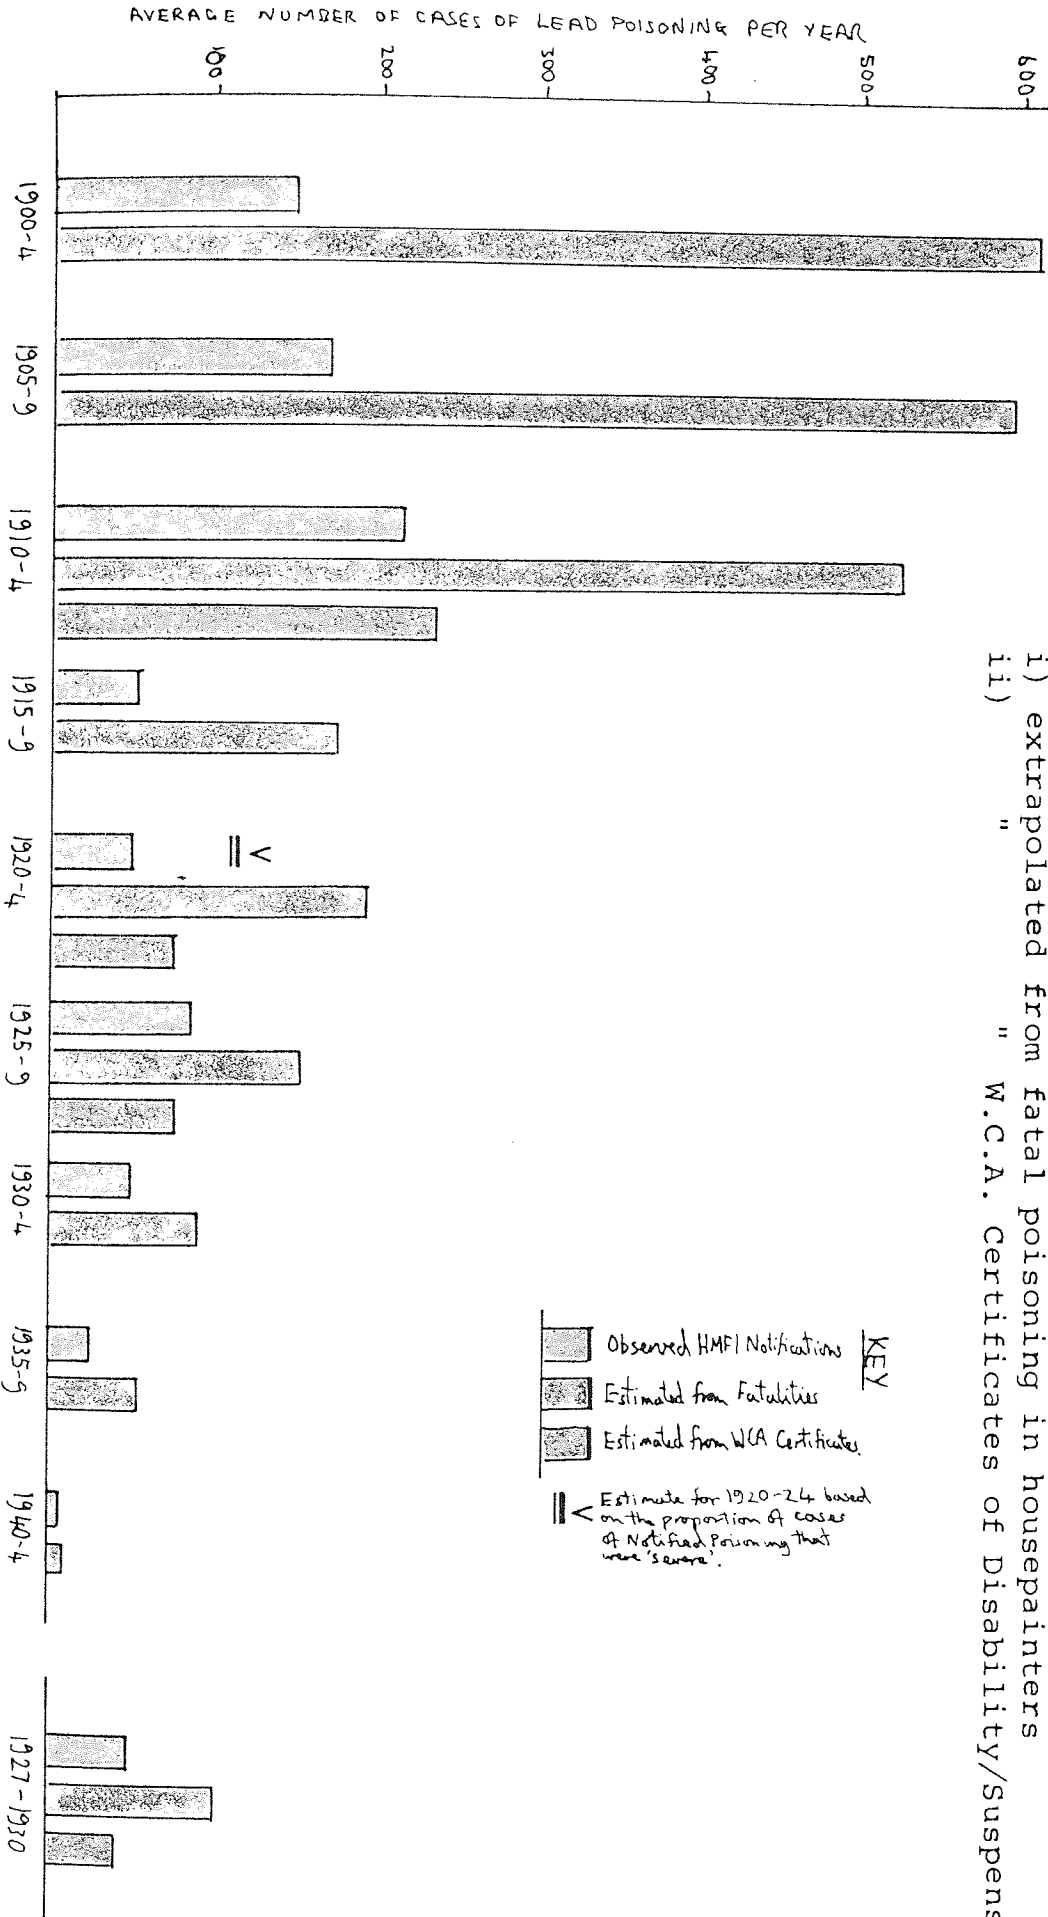 i) extrapolated from fatal poisoning in housepainters
ii) " " W.C.A. Certificates of Disability/Suspens
AVERAGE NUMBER OF CASES OF LEAD POISONING PER YEAR
600
500
400
300
200
100
KEY
Observed HMFI Notifications
Estimated from Fatalities
Estimated from WCA Certificates.
Estimate for 1920-24 based
on the proportion of cases
of Notified Poisoning that
were 'severe'.
1900-4
1905-9
1910-4
1915-9
1920-4
1925-9
1930-4
1935-9
1940-4
1927-1930